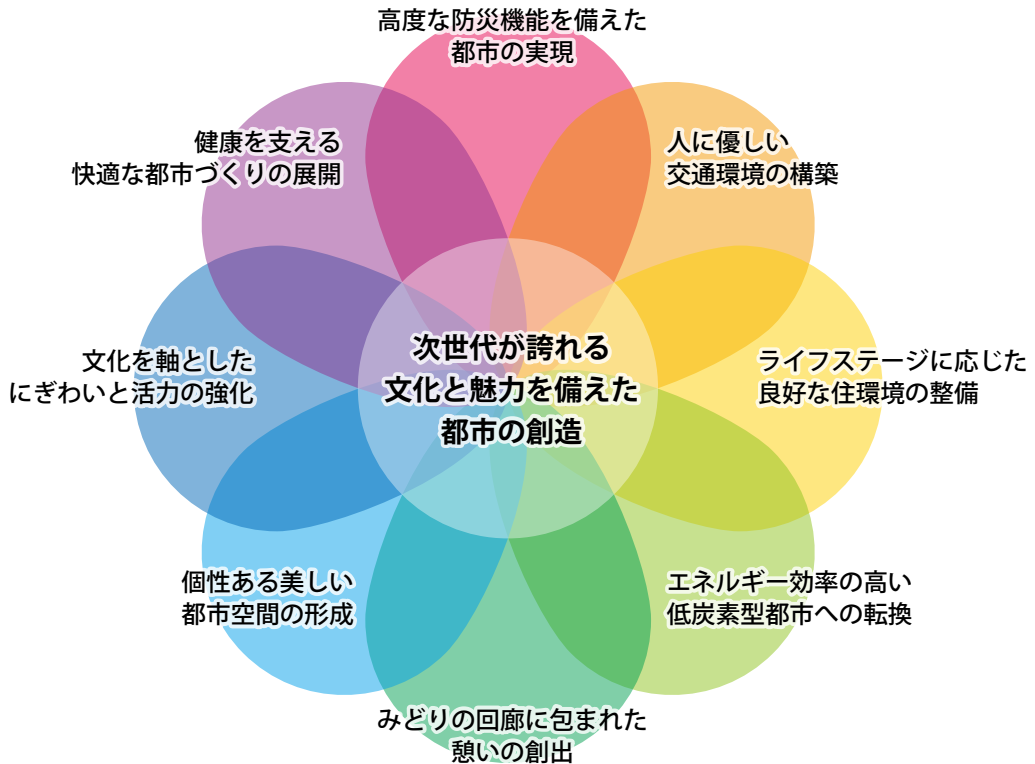 高度な防災機能を備えた
都市の実現
人に優しい
交通環境の構築
ライフステージに応じた
良好な住環境の整備
エネルギー効率の高い
低炭素型都市への転換
みどりの回廊に包まれた
憩いの創出
個性ある美しい
都市空間の形成
文化を軸とした
にぎわいと活力の強化
健康を支える
快適な都市づくりの展開
次世代が誇れる
文化と魅力を備えた
都市の創造